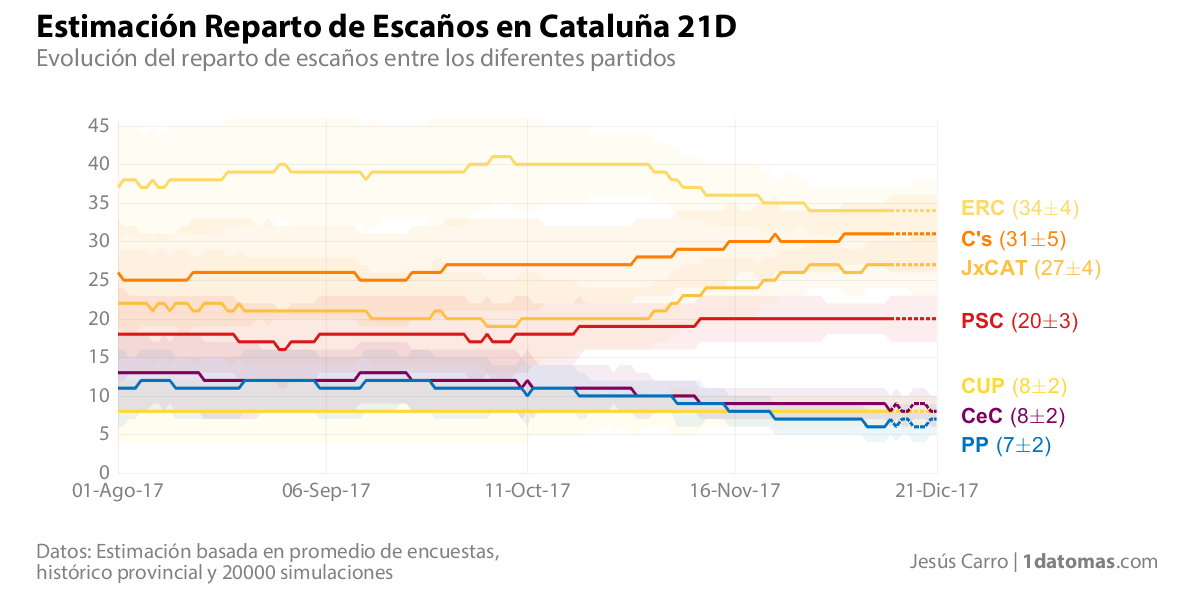 Estimación Reparto de Escaños en Cataluña 21D
Evolución del reparto de escaños entre los diferentes partidos
45
40
35
30
25
20
15
10
5
0
01-Ago-17
06-Sep-17
11-Oct-17
16-Nov-17
21-Dic-17
ERC (34±4)
C's (31±5)
JxCAT (27±4)
PSC (20±3)
CUP (8±2)
CeC (8±2)
PP (7±2)
Datos: Estimación basada en promedio de encuestas,
histórico provincial y 20000 simulaciones
Jesús Carro | 1datomas.com